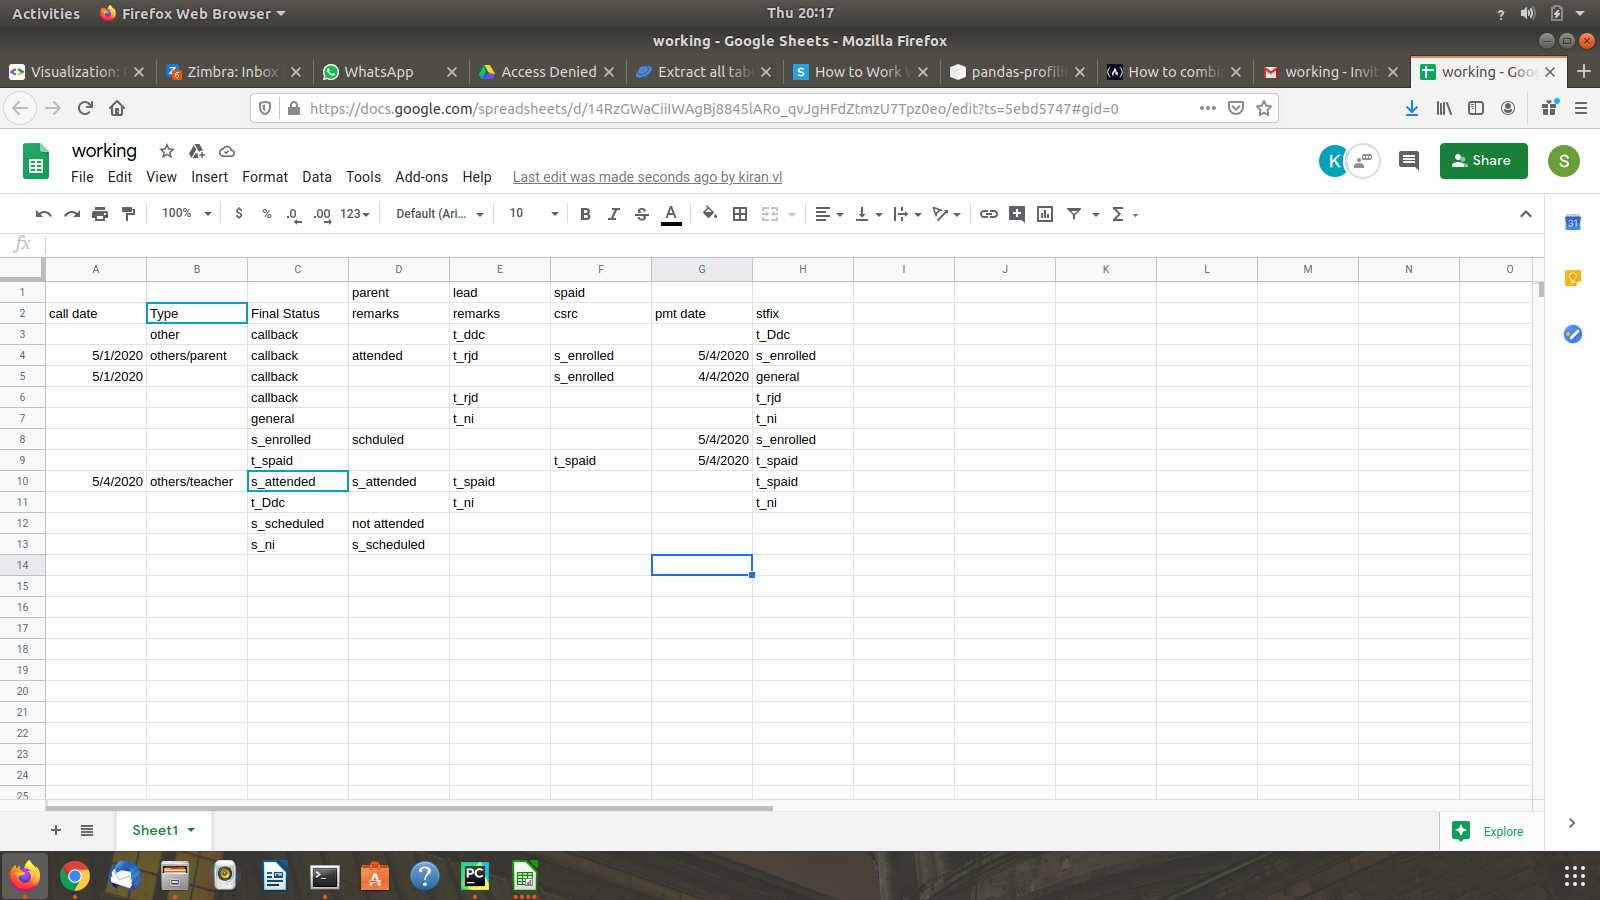 Activities Firefox Web Browser Thu 20:17 ?
working - Google Sheets - Mozilla Firefox
Visualization: Zimbra: Inbox WhatsApp Access Denied Extract all tab How to Work pandas-profilin How to combi working - Invit working - Goog
https://docs.google.com/spreadsheets/d/14RzGWaCiiIWAgBj8845lARo_qvJgHFdZtmzU7Tpz0eo/edit?ts=5ebd5747#gid=0
working K Share S
File Edit View Insert Format Data Tools Add-ons Help Last edit was made seconds ago by kiran vl
100% $ % .0 .00 123 Default (Ari... 10 B I S A Σ 31
fx
A B C D E F G H I J K L M N O
1 parent lead spaid
2 call date Type Final Status remarks remarks csrc pmt date stfix
3 other callback t_ddc t_Ddc
4 5/1/2020 others/parent callback attended t_rjd s_enrolled 5/4/2020 s_enrolled
5 5/1/2020 callback s_enrolled 4/4/2020 general
6 callback t_rjd t_rjd
7 general t_ni t_ni
8 s_enrolled schduled 5/4/2020 s_enrolled
9 t_spaid t_spaid 5/4/2020 t_spaid
10 5/4/2020 others/teacher s_attended s_attended t_spaid t_spaid
11 t_Ddc t_ni t_ni
12 s_scheduled not attended
13 s_ni s_scheduled
14
15
16
17
18
19
20
21
22
23
24
25
Sheet1 Explore
PC